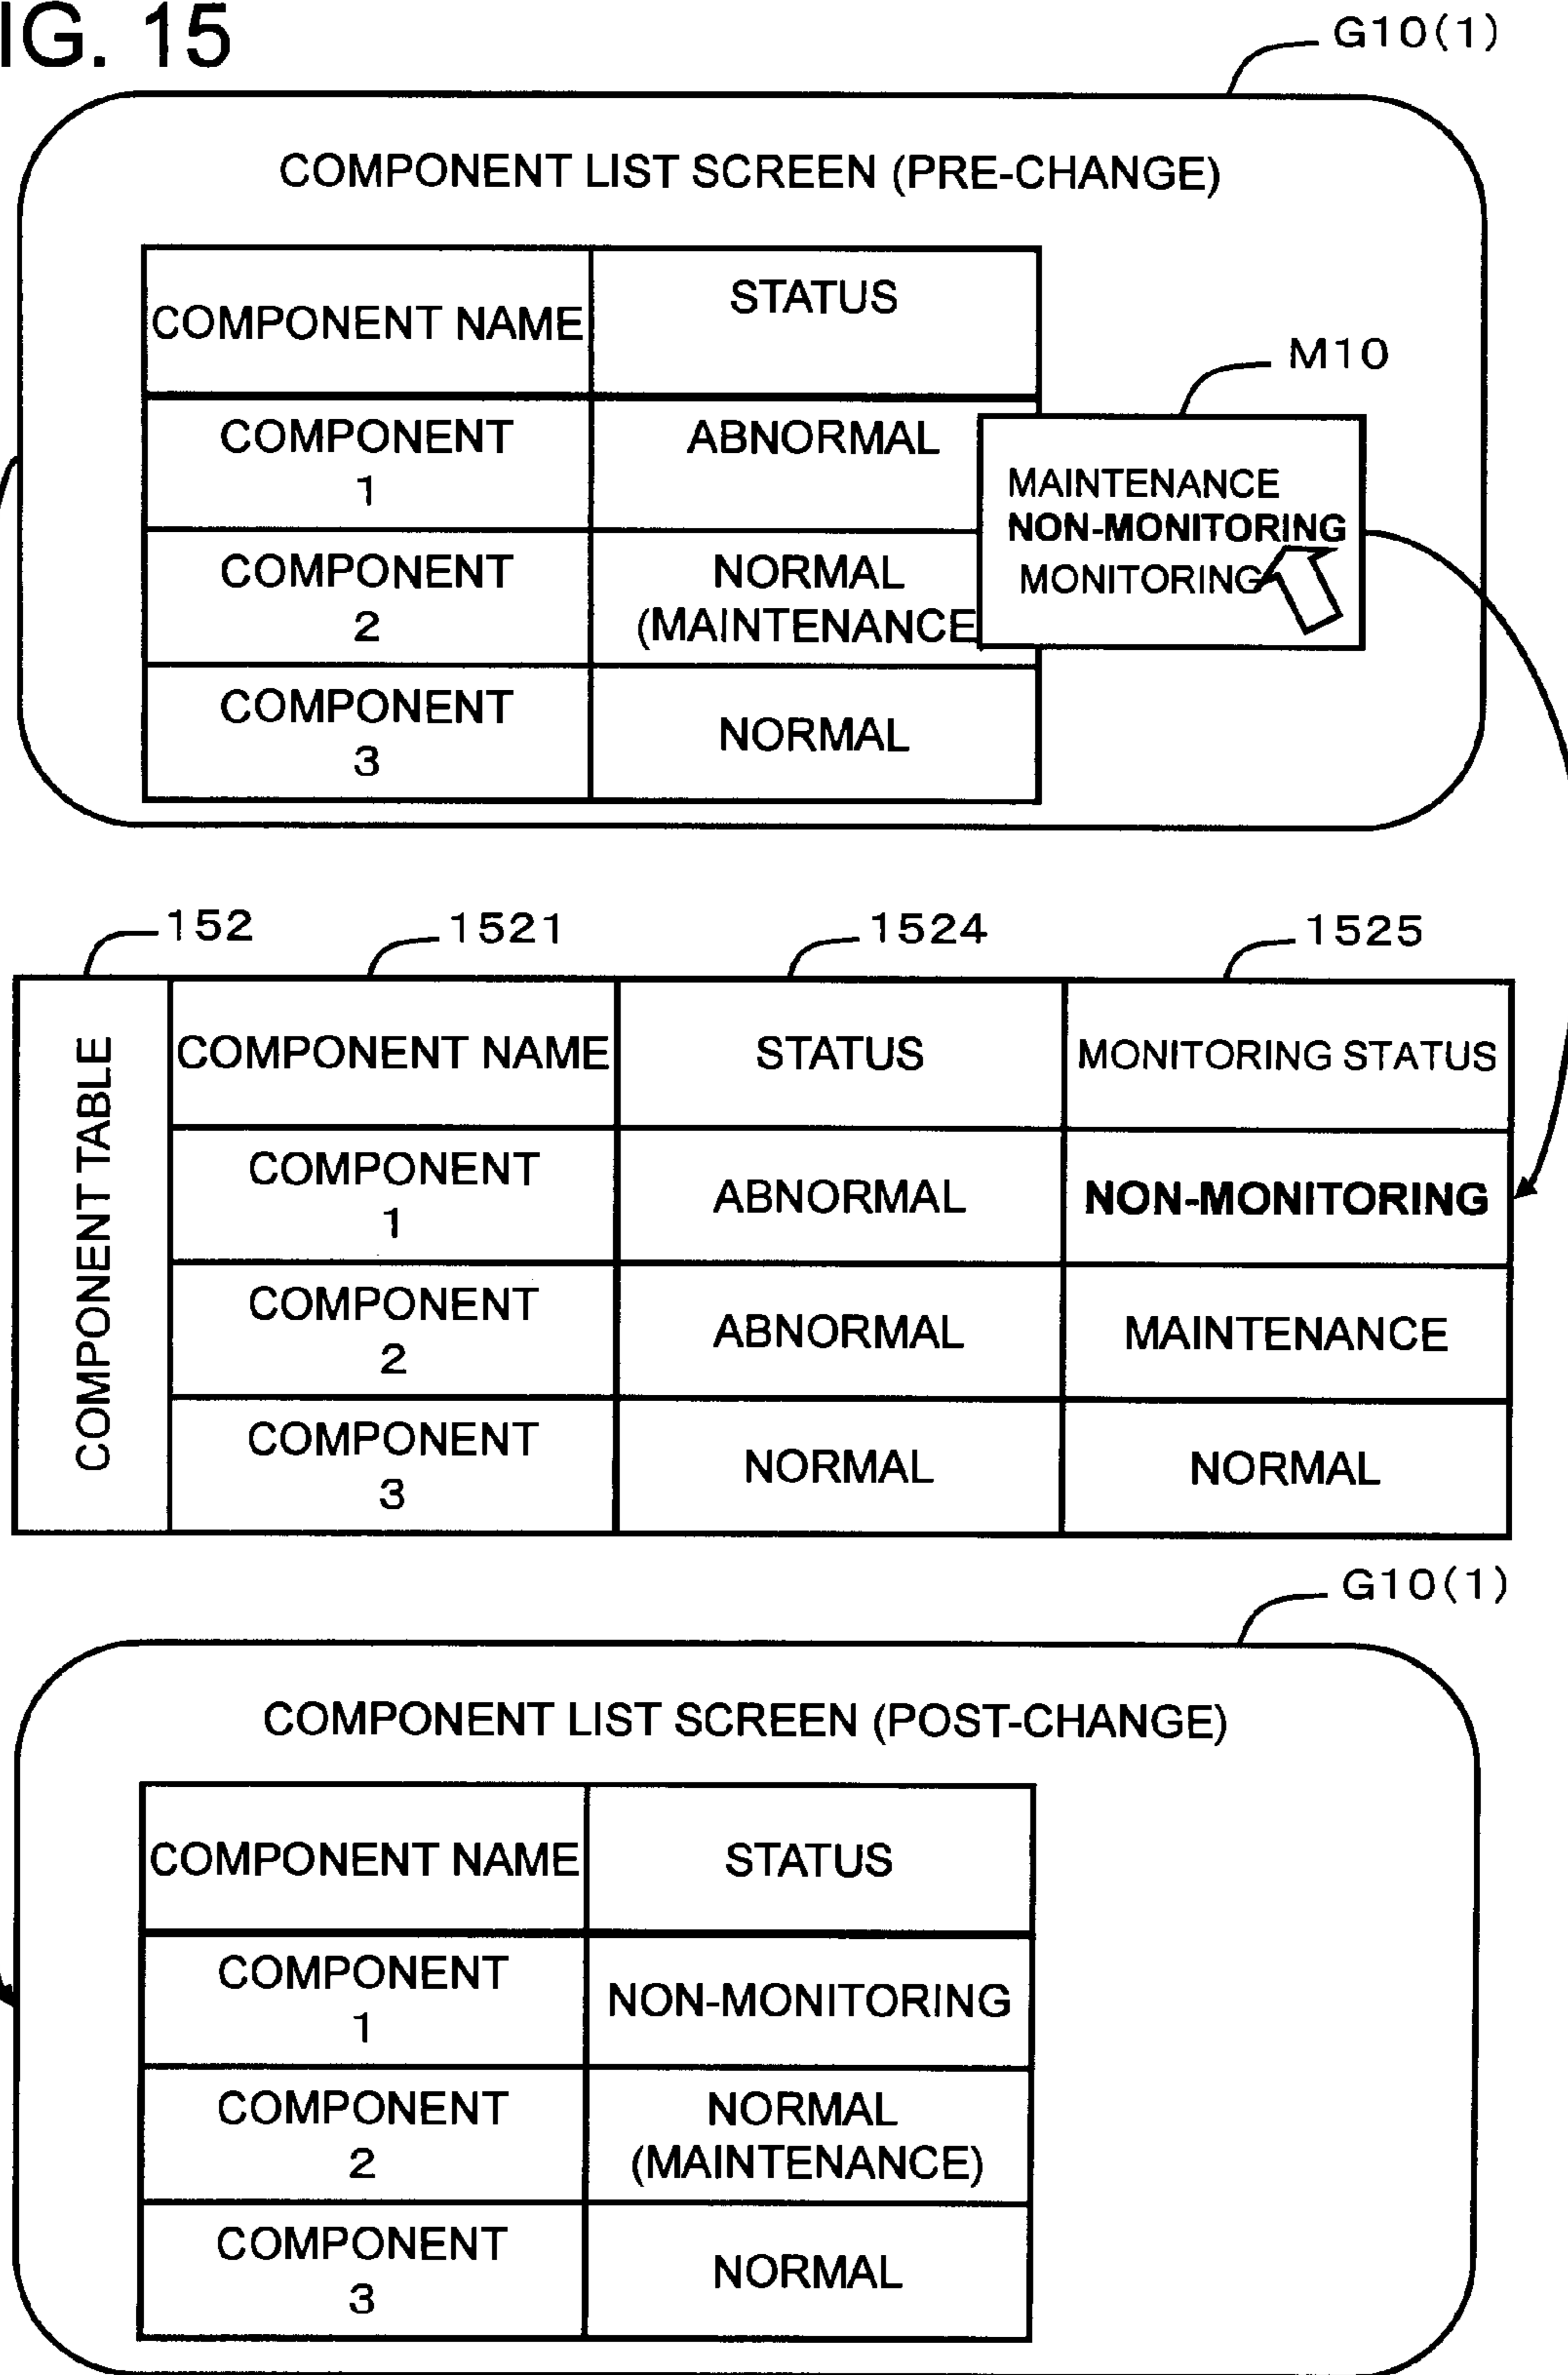 IG. 15
G10(1)
COMPONENT LIST SCREEN (PRE-CHANGE)
COMPONENT NAME
STATUS
M10
COMPONENT
1
ABNORMAL
MAINTENANCE
NON-MONITORING
MONITORING
COMPONENT
2
NORMAL
(MAINTENANCE
COMPONENT
3
NORMAL
152
1521
1524
1525
COMPONENT TABLE
COMPONENT NAME
STATUS
MONITORING STATUS
COMPONENT
1
ABNORMAL
NON-MONITORING
COMPONENT
2
ABNORMAL
MAINTENANCE
COMPONENT
3
NORMAL
NORMAL
G10(1)
COMPONENT LIST SCREEN (POST-CHANGE)
COMPONENT NAME
STATUS
COMPONENT
1
NON-MONITORING
COMPONENT
2
NORMAL
(MAINTENANCE)
COMPONENT
3
NORMAL